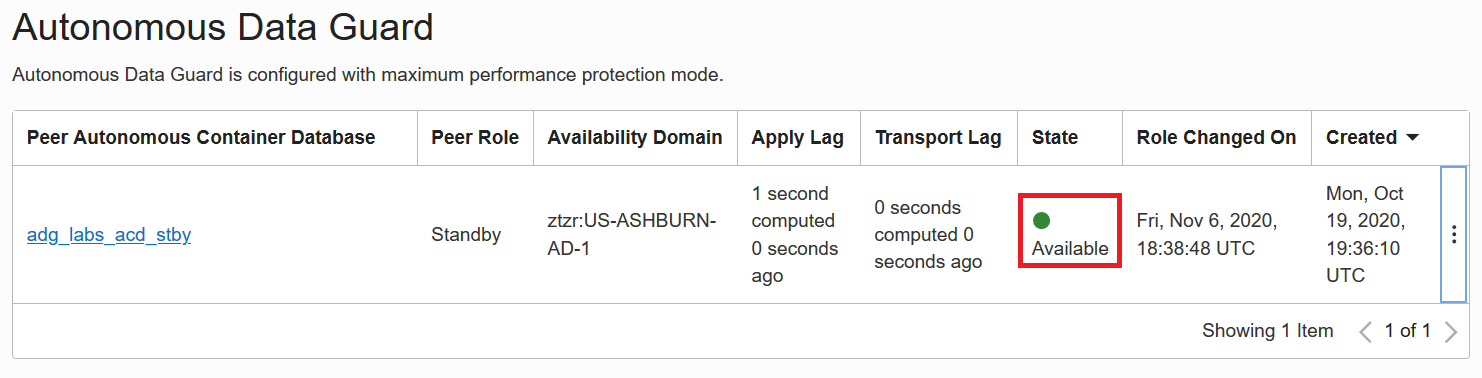 Autonomous Data Guard
Autonomous Data Guard is configured with maximum performance protection mode.
Peer Autonomous Container Database
Peer Role
Availability Domain
Apply Lag
Transport Lag
State
Role Changed On
Created
adg_labs_acd_stby
Standby
ztzr:US-ASHBURN-
AD-1
1 second
computed
0 seconds
ago
0 seconds
computed 0
seconds ago
Available
Fri, Nov 6, 2020,
18:38:48 UTC
Mon, Oct
19, 2020,
19:36:10
UTC
Showing 1 Item
1 of 1